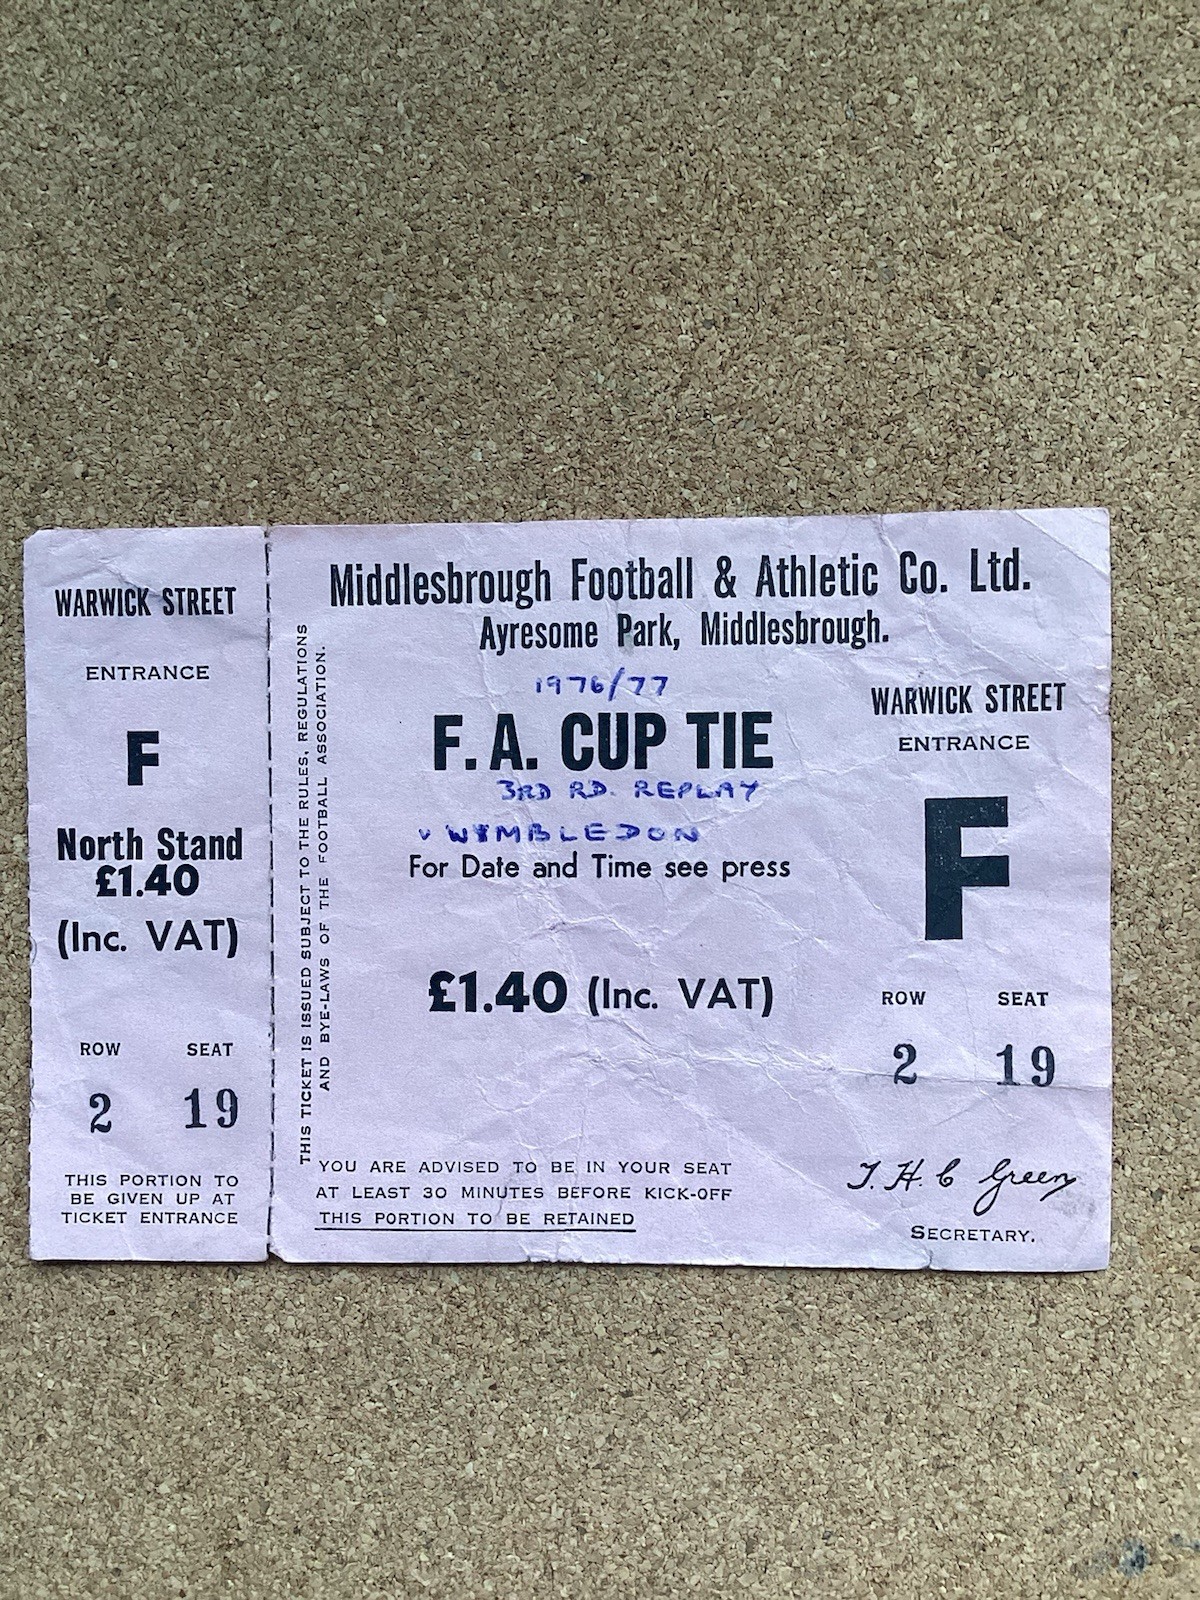 WARWICK STREET
ENTRANCE
F
North Stand
£1.40
(Inc. VAT)
ROW SEAT
2 19
THIS PORTION TO
BE GIVEN UP AT
TICKET ENTRANCE
THIS TICKET IS ISSUED SUBJECT TO THE RULES, REGULATIONS
AND BYE-LAWS OF THE FOOTBALL ASSOCIATION.
Middlesbrough Football & Athletic Co. Ltd.
Ayresome Park, Middlesbrough.
1976/77
F. A. CUP TIE
3RD RD. REPLAY
v WYMBLEDON
For Date and Time see press
£1.40 (Inc. VAT)
YOU ARE ADVISED TO BE IN YOUR SEAT
AT LEAST 30 MINUTES BEFORE KICK-OFF
THIS PORTION TO BE RETAINED
WARWICK STREET
ENTRANCE
F
ROW SEAT
2 19
T. H. C Green
SECRETARY.